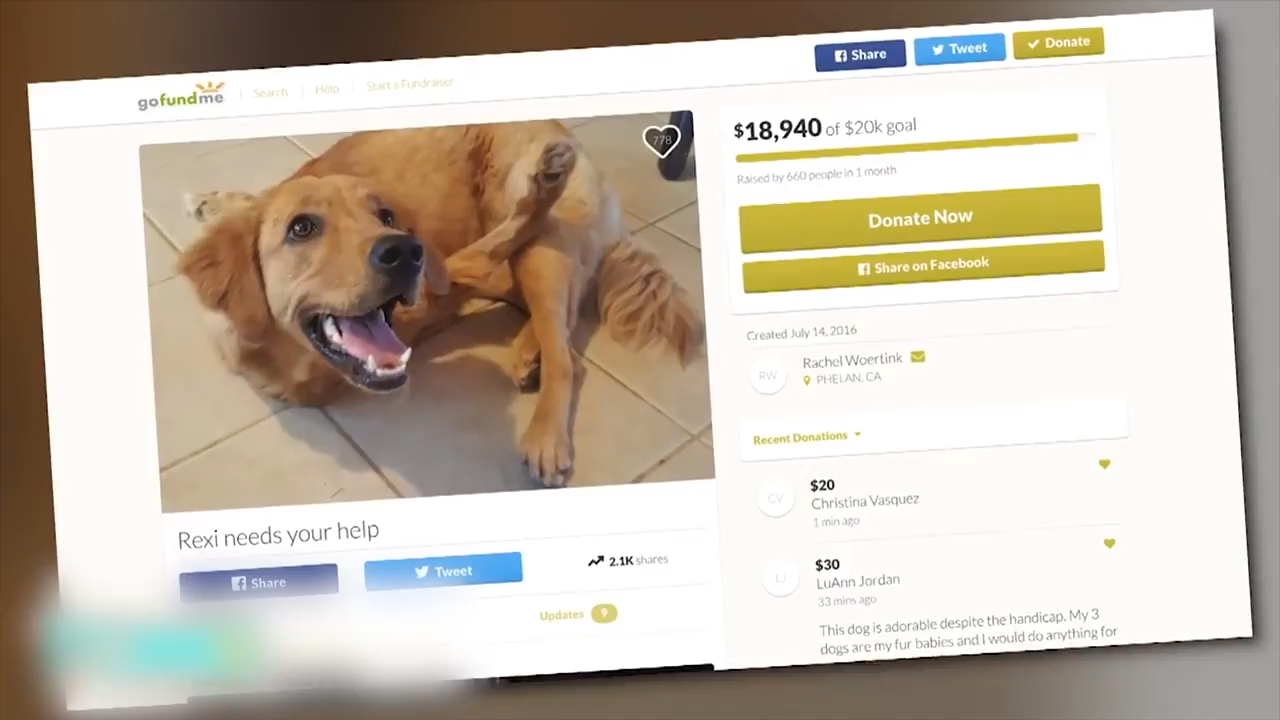 Share
Tweet
Donate
gofundme
Search
Help
Start a Fundraiser
778
$18,940 of $20k goal
Raised by 660 people in 1 month
Donate Now
Share on Facebook
Created July 14, 2016
RW
Rachel Woertink
PHELAN, CA
Recent Donations
CV
$20
Christina Vasquez
1 min ago
LJ
$30
LuAnn Jordan
33 mins ago
This dog is adorable despite the handicap. My 3
dogs are my fur babies and I would do anything for
Rexi needs your help
Share
Tweet
2.1K shares
Updates 9